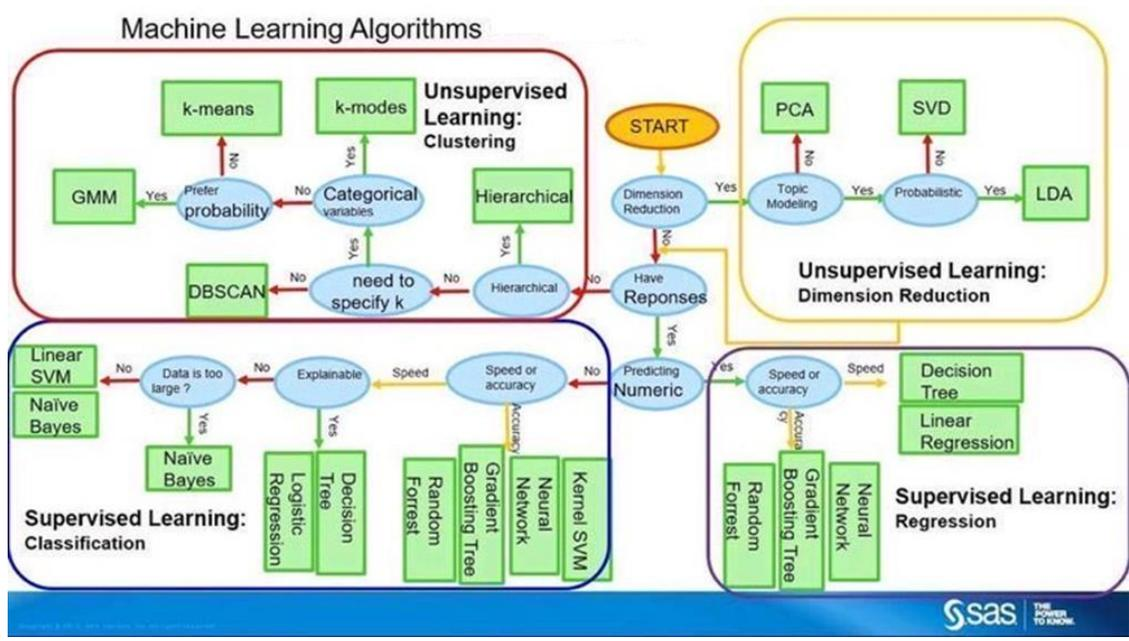 Machine Learning Algorithms
Unsupervised
Learning:
Clustering
k-means
k-modes
No
Yes
GMM
Yes
Prefer
probability
No
Categorical
variables
Hierarchical
Yes
Yes
DBSCAN
No
need to
specify k
No
Hierarchical
No
START
Dimension
Reduction
Yes
No
Have
Reponses
Yes
PCA
SVD
No
No
Topic
Modeling
Yes
Probabilistic
Yes
LDA
Unsupervised Learning:
Dimension Reduction
Linear
SVM
Naïve
Bayes
No
Data is too
large ?
No
Explainable
Speed
Speed or
accuracy
No
Predicting
Numeric
Yes
Speed or
accuracy
Speed
Decision
Tree
Linear
Regression
Yes
Yes
Accuracy
Accura
cy
Naïve
Bayes
Logistic
Regression
Decision
Tree
Random
Forrest
Gradient
Boosting Tree
Neural
Network
Kernel SVM
Random
Forrest
Gradient
Boosting Tree
Neural
Network
Supervised Learning:
Classification
Supervised Learning:
Regression
sas
THE
POWER
TO KNOW.